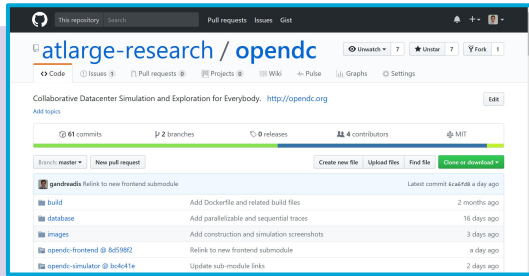 This repository Search Pull requests Issues Gist
atlarge-research / opendc
Unwatch 7 Unstar 7 Fork 1
Code Issues 1 Pull requests 0 Projects 0 Wiki Pulse Graphs Settings
Collaborative Datacenter Simulation and Exploration for Everybody. http://opendc.org Edit
Add topics
61 commits 2 branches 0 releases 4 contributors MIT
Branch: master New pull request Create new file Upload files Find file Clone or download
gandreadis Relink to new frontend submodule Latest commit 6ca6fd8 a day ago
build Add Dockerfile and related build files 2 months ago
database Add parallelizable and sequential traces 16 days ago
images Add construction and simulation screenshots 3 days ago
opendc-frontend @ 8d598f2 Relink to new frontend submodule a day ago
opendc-simulator @ bc4c41e Update sub-module links 2 days ago